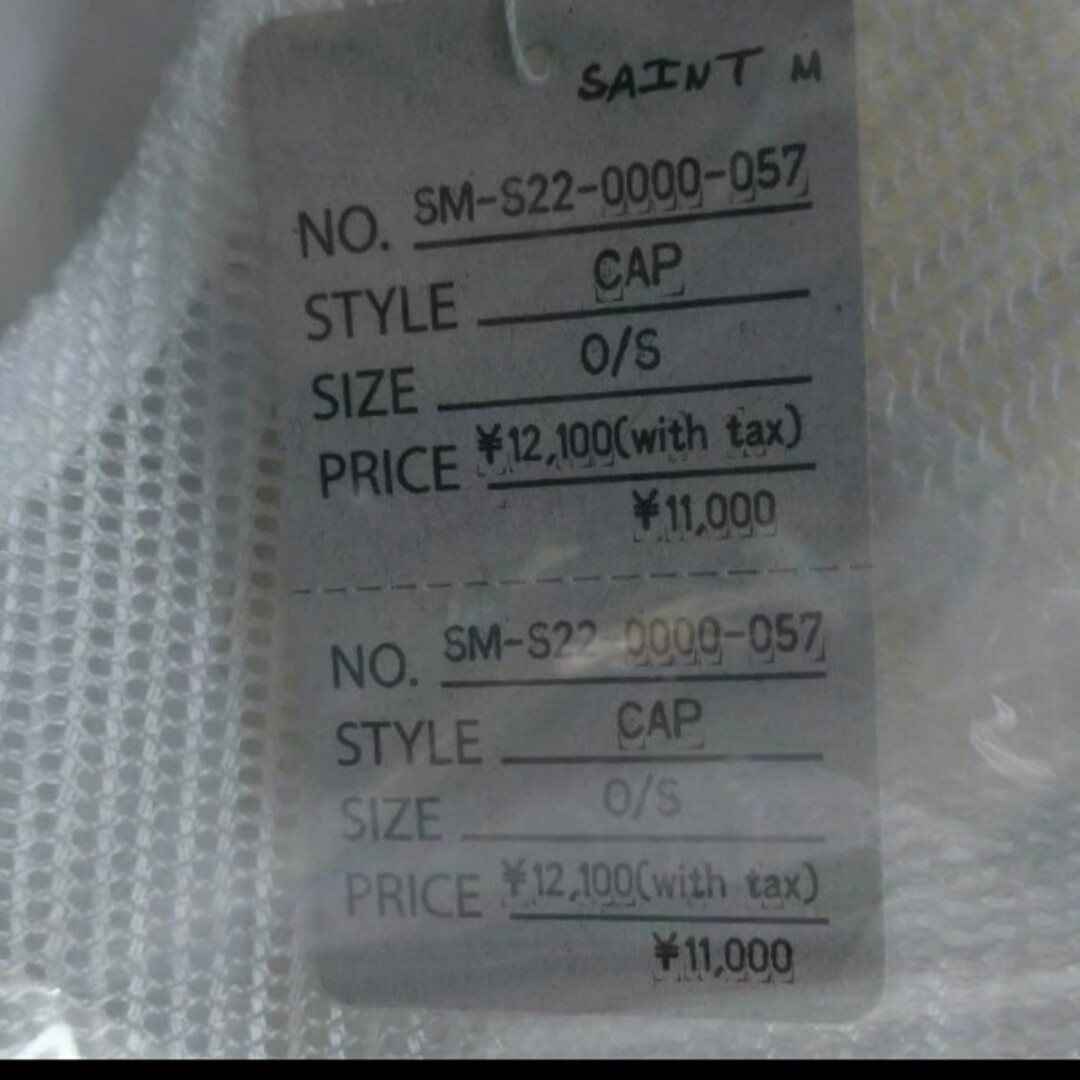 SAINT M
NO. SM-S22-0000-057
STYLE CAP
SIZE O/S
PRICE ¥12,100(with tax)
¥11,000
NO. SM-S22-0000-057
STYLE CAP
SIZE O/S
PRICE ¥12,100(with tax)
¥11,000